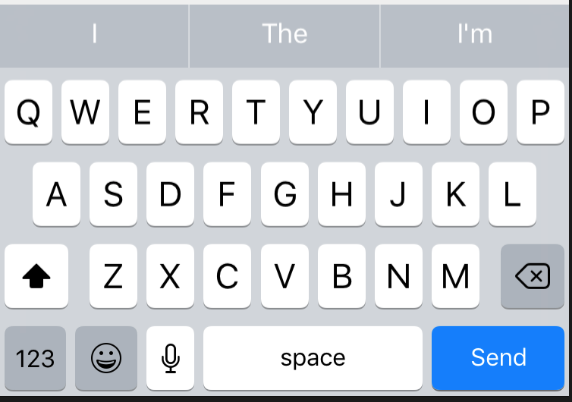 I The I'm
Q W E R T Y U I O P
A S D F G H J K L
Z X C V B N M
123 space Send